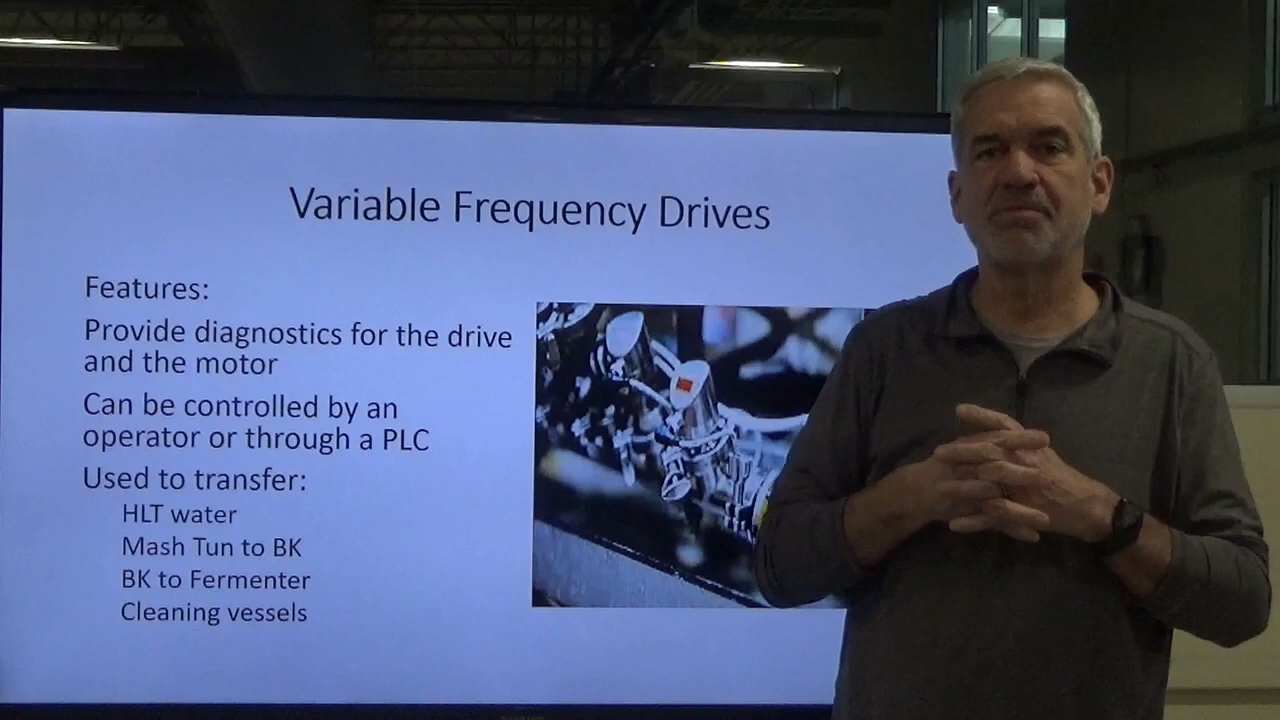 Variable Frequency Drives
Features:
Provide diagnostics for the drive
and the motor
Can be controlled by an
operator or through a PLC
Used to transfer:
HLT water
Mash Tun to BK
BK to Fermenter
Cleaning vessels